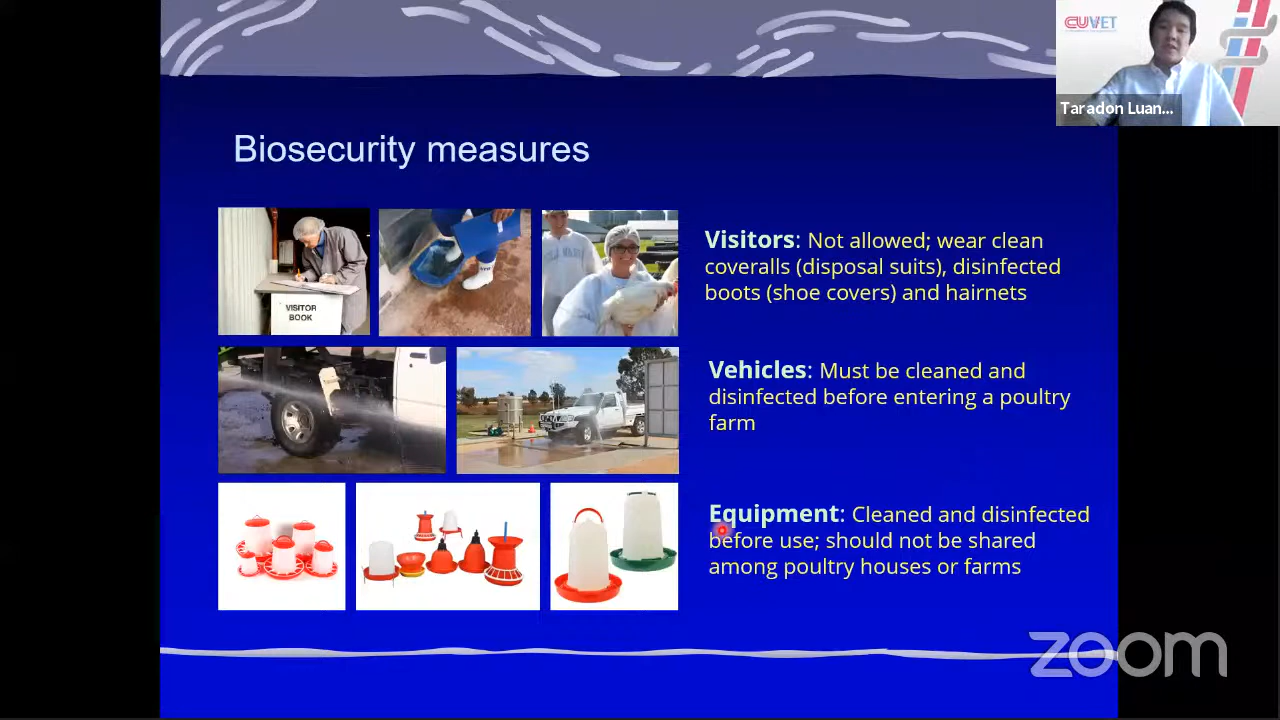 CUVET
Taradon Luan...
Biosecurity measures
VISITOR
BOOK
Visitors: Not allowed; wear clean
coveralls (disposal suits), disinfected
boots (shoe covers) and hairnets
Vehicles: Must be cleaned and
disinfected before entering a poultry
farm
Equipment: Cleaned and disinfected
before use; should not be shared
among poultry houses or farms
zoom